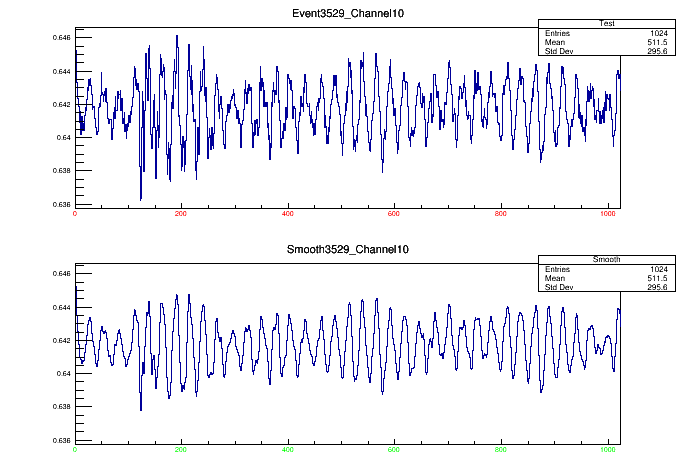 Event3529_Channel10
Test
Entries 1024
Mean 511.5
Std Dev 295.6
0.646
0.644
0.642
0.64
0.638
0.636
0 200 400 600 800 1000
Smooth3529_Channel10
Smooth
Entries 1024
Mean 511.5
Std Dev 295.6
0.646
0.644
0.642
0.64
0.638
0.636
0 200 400 600 800 1000